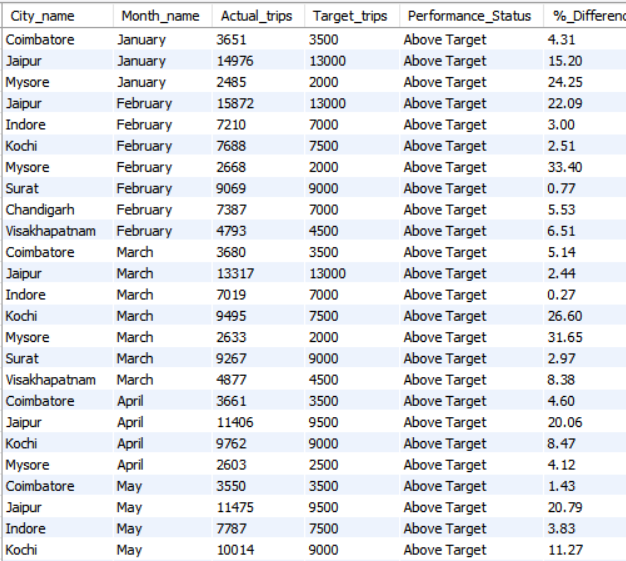 City_name Month_name Actual_trips Target_trips Performance_Status %_Differenc
Coimbatore January 3651 3500 Above Target 4.31
Jaipur January 14976 13000 Above Target 15.20
Mysore January 2485 2000 Above Target 24.25
Jaipur February 15872 13000 Above Target 22.09
Indore February 7210 7000 Above Target 3.00
Kochi February 7688 7500 Above Target 2.51
Mysore February 2668 2000 Above Target 33.40
Surat February 9069 9000 Above Target 0.77
Chandigarh February 7387 7000 Above Target 5.53
Visakhapatnam February 4793 4500 Above Target 6.51
Coimbatore March 3680 3500 Above Target 5.14
Jaipur March 13317 13000 Above Target 2.44
Indore March 7019 7000 Above Target 0.27
Kochi March 9495 7500 Above Target 26.60
Mysore March 2633 2000 Above Target 31.65
Surat March 9267 9000 Above Target 2.97
Visakhapatnam March 4877 4500 Above Target 8.38
Coimbatore April 3661 3500 Above Target 4.60
Jaipur April 11406 9500 Above Target 20.06
Kochi April 9762 9000 Above Target 8.47
Mysore April 2603 2500 Above Target 4.12
Coimbatore May 3550 3500 Above Target 1.43
Jaipur May 11475 9500 Above Target 20.79
Indore May 7787 7500 Above Target 3.83
Kochi May 10014 9000 Above Target 11.27